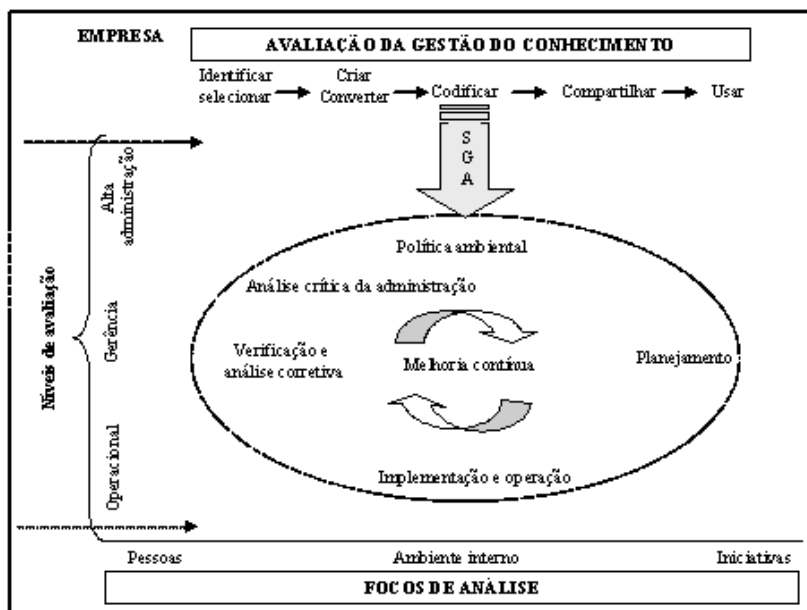 EMPRESA
AVALIAÇÃO DA GESTÃO DO CONHECIMENTO
Identificar
selecionar
Criar
Converter
Codificar
Compartilhar
Usar
S
G
A
Alta
administração
Níveis de avaliação
Gerência
Operacional
Política ambiental
Análise crítica da administração
Verificação e
análise corretiva
Melhoria contínua
Planejamento
Implementação e operação
Pessoas
Ambiente interno
Iniciativas
FOCOS DE ANÀLISE